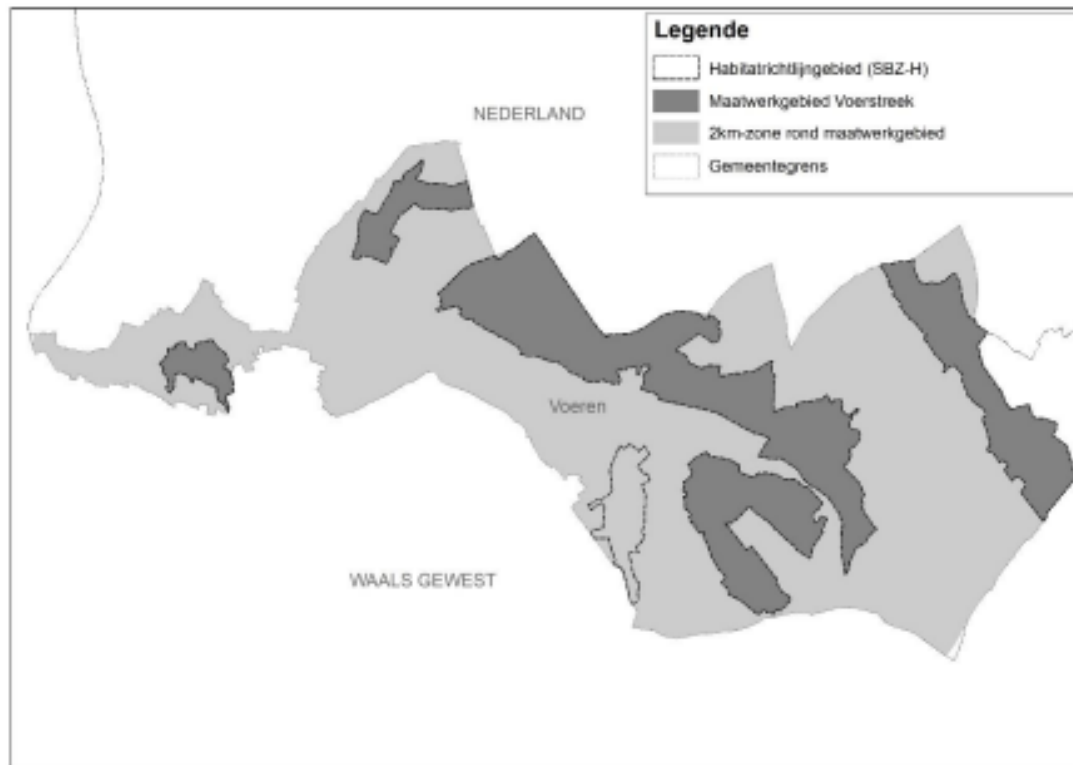 Legende
Habitatrichtlijngebied (SBZ-H)
Maatwerkgebied Voerstreek
2km-zone rond maatwerkgebied
Gemeentegrens
NEDERLAND
Voeren
WAALS GEWEST